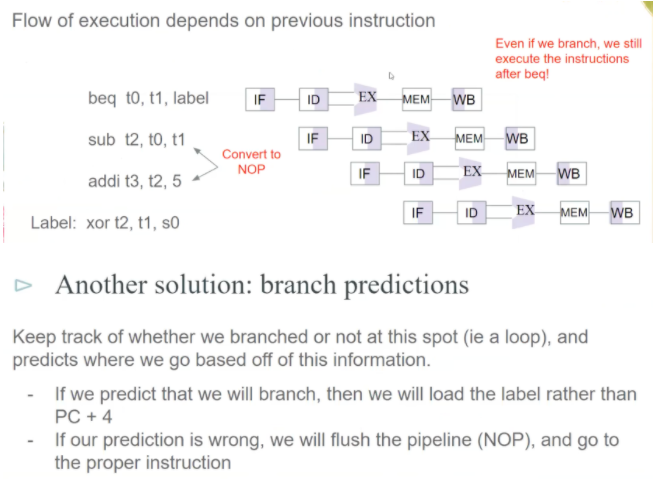 Flow of execution depends on previous instruction
Even if we branch, we still
execute the instructions
after beq!
beq t0, t1, label
IF ID EX MEM WB
sub t2, t0, t1
IF ID EX MEM WB
Convert to
NOP
addi t3, t2, 5
IF ID EX MEM WB
Label: xor t2, t1, s0
IF ID EX MEM WB
Another solution: branch predictions
Keep track of whether we branched or not at this spot (ie a loop), and
predicts where we go based off of this information.
- If we predict that we will branch, then we will load the label rather than
PC + 4
- If our prediction is wrong, we will flush the pipeline (NOP), and go to
the proper instruction